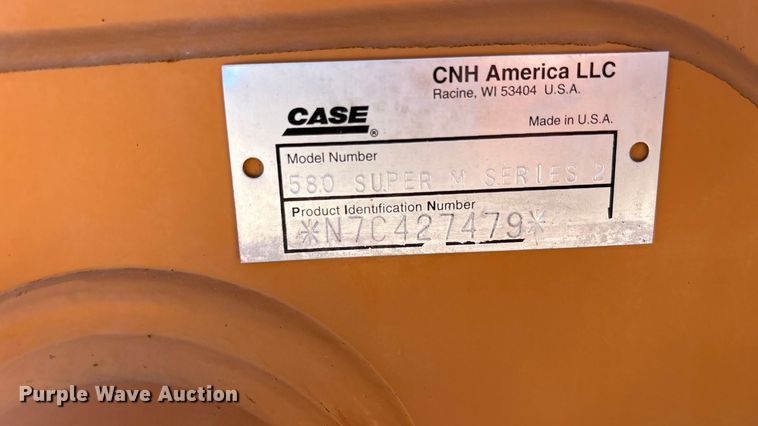 CNH America LLC
Racine, WI 53404 U.S.A.
CASE®
Made in U.S.A.
Model Number
580 SUPER M SERIES 2
Product Identification Number
*N7C427479*
Purple Wave Auction®